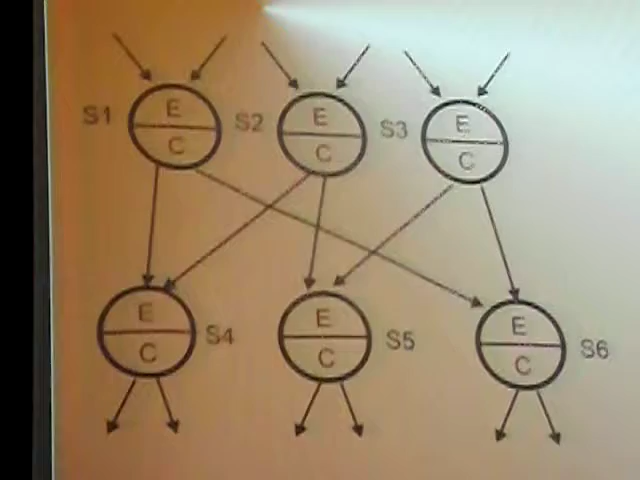 S1 E C
S2 E C
S3 E C
E C S4
E C S5
E C S6